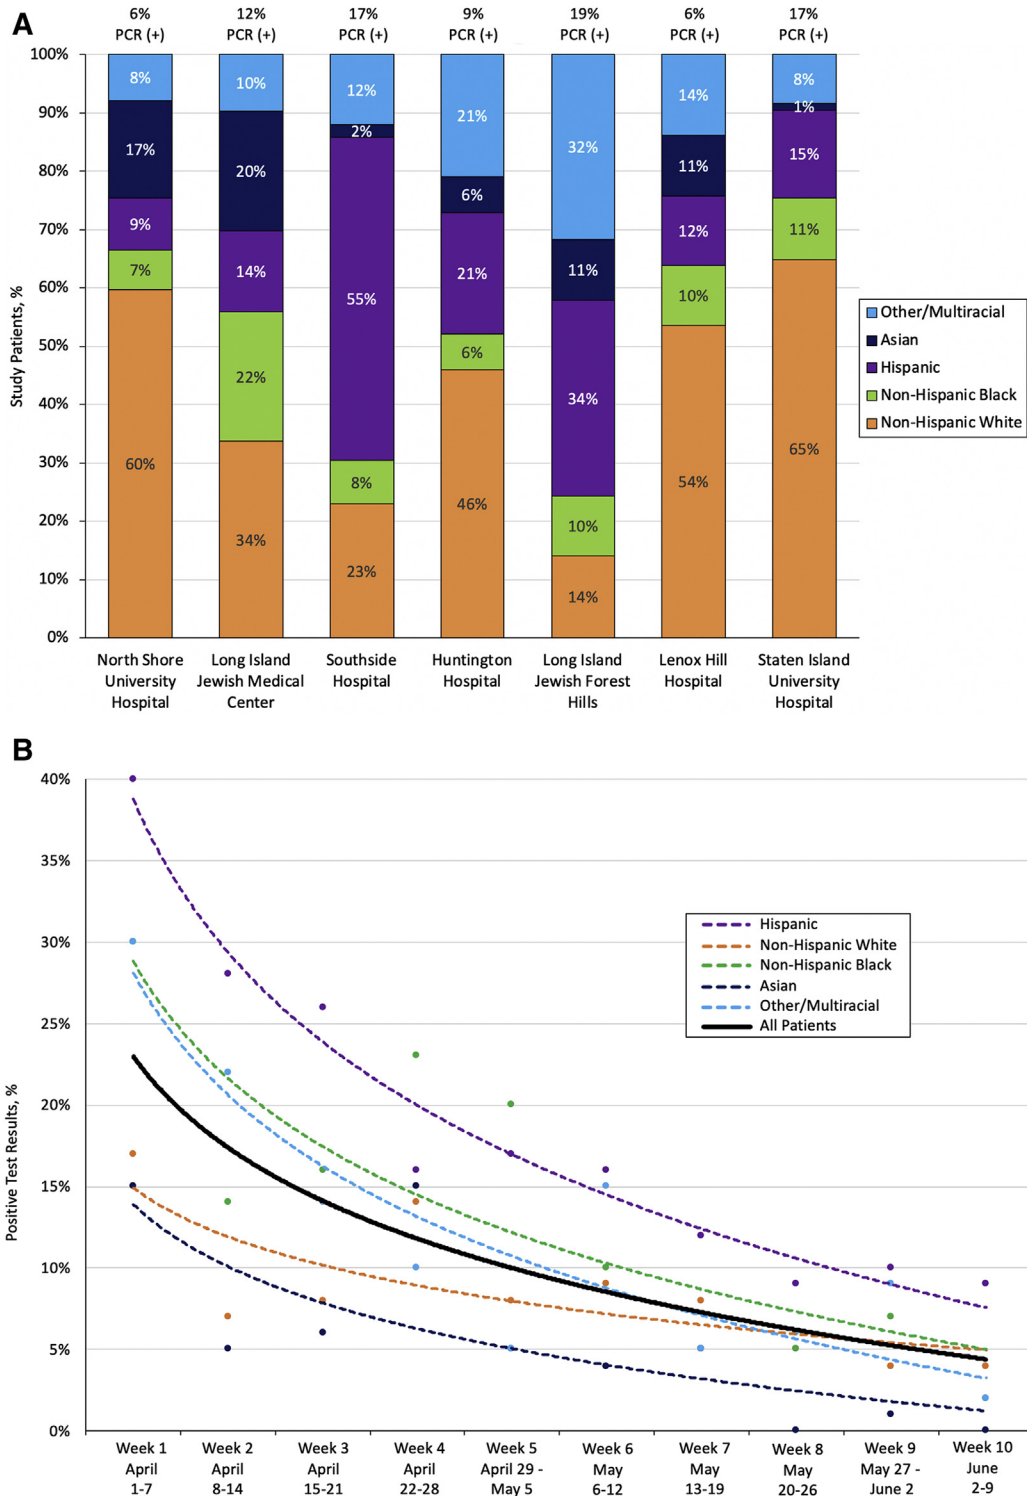 A
6% 12% 17% 9% 19% 6% 17%
PCR (+) PCR (+) PCR (+) PCR (+) PCR (+) PCR (+) PCR (+)
Study Patients, %
100%
90%
80%
70%
60%
50%
40%
30%
20%
10%
0%
8%
17%
9%
7%
60%
10%
20%
14%
22%
34%
12%
2%
55%
8%
23%
21%
6%
21%
6%
46%
32%
11%
34%
10%
14%
14%
11%
12%
10%
54%
8%
1%
15%
11%
65%
Other/Multiracial
Asian
Hispanic
Non-Hispanic Black
Non-Hispanic White
North Shore
University
Hospital
Long Island
Jewish Medical
Center
Southside
Hospital
Huntington
Hospital
Long Island
Jewish Forest
Hills
Lenox Hill
Hospital
Staten Island
University
Hospital
B
Positive Test Results, %
40%
35%
30%
25%
20%
15%
10%
5%
0%
Hispanic
Non-Hispanic White
Non-Hispanic Black
Asian
Other/Multiracial
All Patients
Week 1
April
1-7
Week 2
April
8-14
Week 3
April
15-21
Week 4
April
22-28
Week 5
April 29 -
May 5
Week 6
May
6-12
Week 7
May
13-19
Week 8
May
20-26
Week 9
May 27 -
June 2
Week 10
June
2-9